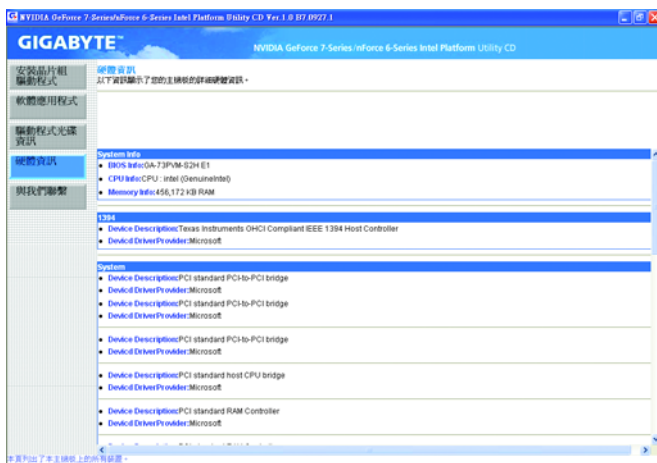 NVIDIA GeForce 7-Series/nForce 6-Series Intel Platform Utility CD Ver.1.0 B7.0927.1
GIGABYTE™
NVIDIA GeForce 7-Series/nForce 6-Series Intel Platform Utility CD
安裝晶片組
驅動程式
軟體應用程式
驅動程式光碟
資訊
硬體資訊
與我們聯繫
硬體資訊
以下資訊顯示了您的主機板的詳細硬體資訊。
System Info
• BIOS Info:GA-73PVM-S2H E1
• CPU Info:CPU : intel (GenuineIntel)
• Memory Info:456,172 KB RAM
1394
• Device Description:Texas Instruments OHCI Compliant IEEE 1394 Host Controller
• Devicd DriverProvider:Microsoft
System
• Device Description:PCI standard PCI-to-PCI bridge
• Devicd DriverProvider:Microsoft
• Device Description:PCI standard PCI-to-PCI bridge
• Devicd DriverProvider:Microsoft
• Device Description:PCI standard PCI-to-PCI bridge
• Devicd DriverProvider:Microsoft
• Device Description:PCI standard host CPU bridge
• Devicd DriverProvider:Microsoft
• Device Description:PCI standard RAM Controller
• Devicd DriverProvider:Microsoft
本頁列出了本主機板上的所有裝置。